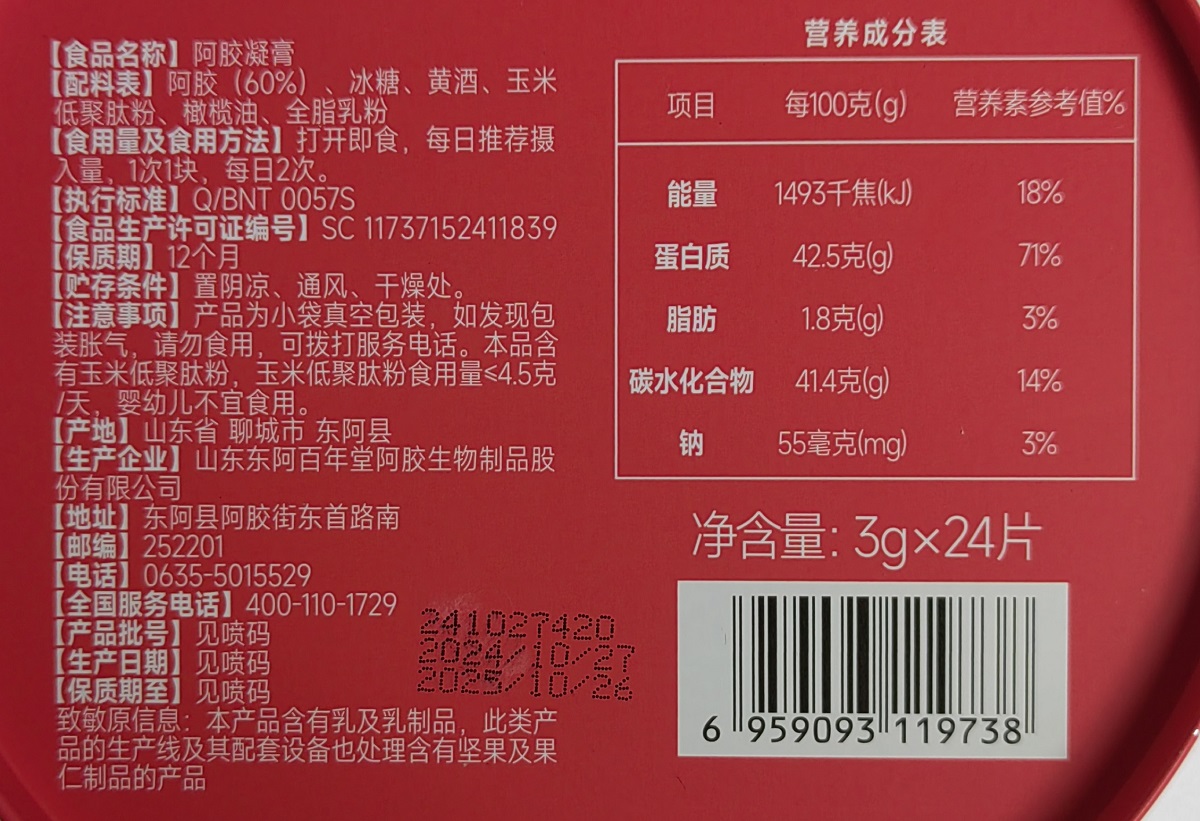 【食品名称】阿胶凝膏
【配料表】阿胶（60%）、冰糖、黄酒、玉米
低聚肽粉、橄榄油、全脂乳粉
【食用量及食用方法】打开即食，每日推荐摄
入量，1次1块，每日2次。
【执行标准】Q/BNT 0057S
【食品生产许可证编号】SC 11737152411839
【保质期】12个月
【贮存条件】置阴凉、通风、干燥处。
【注意事项】产品为小袋真空包装，如发现包
装胀气，请勿食用，可拨打服务电话。本品含
有玉米低聚肽粉，玉米低聚肽粉食用量≤4.5克
/天，婴幼儿不宜食用。
【产地】山东省 聊城市 东阿县
【生产企业】山东东阿百年堂阿胶生物制品股
份有限公司
【地址】东阿县阿胶街东首路南
【邮编】252201
【电话】0635-5015529
【全国服务电话】400-110-1729
【产品批号】见喷码
【生产日期】见喷码
【保质期至】见喷码
致敏原信息：本产品含有乳及乳制品，此类产
品的生产线及其配套设备也处理含有坚果及果
仁制品的产品
241027420
2024/10/27
2025/10/26
营养成分表
项目 每100克(g) 营养素参考值%
能量 1493千焦(kJ) 18%
蛋白质 42.5克(g) 71%
脂肪 1.8克(g) 3%
碳水化合物 41.4克(g) 14%
钠 55毫克(mg) 3%
净含量: 3g×24片
6 959093 119738